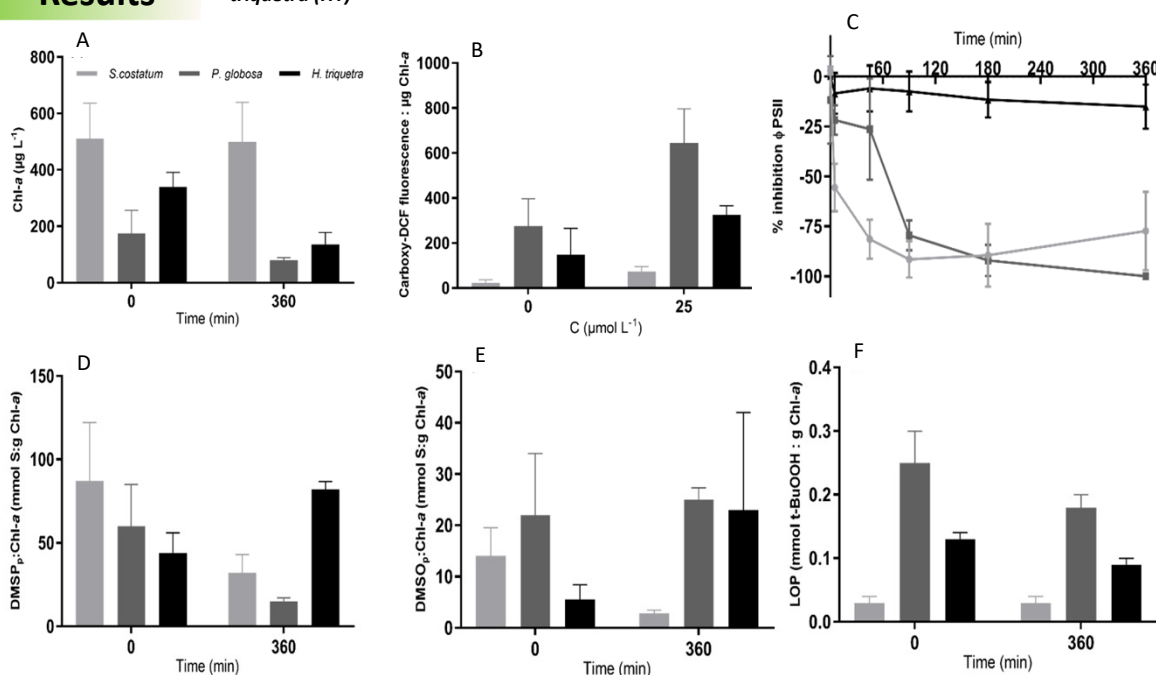 Results
A
Chl-a (µg L⁻¹)
800
600
400
200
0
S.costatum P. globosa H. triquetra
0 360
Time (min)
B
Carboxy-DCF fluorescence : µg Chl-a
1000
800
600
400
200
0
0 25
C (µmol L⁻¹)
C
Time (min)
60 120 180 240 300 360
% inhibition ϕ PSII
0
-25
-50
-75
-100
D
DMSPₚ:Chl-a (mmol S:g Chl-a)
150
100
50
0
0 360
Time (min)
E
DMSOₚ:Chl-a (mmol S:g Chl-a)
50
40
30
20
10
0
0 360
Time (min)
F
LOP (mmol t-BuOOH : g Chl-a)
0.4
0.3
0.2
0.1
0.0
0 360
Time (min)